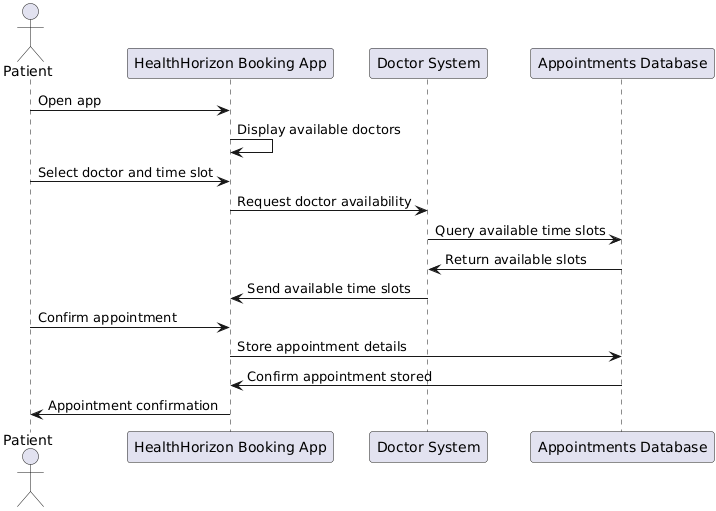 Patient
HealthHorizon Booking App
Doctor System
Appointments Database
Open app
Display available doctors
Select doctor and time slot
Request doctor availability
Query available time slots
Return available slots
Send available time slots
Confirm appointment
Store appointment details
Confirm appointment stored
Appointment confirmation
Patient
HealthHorizon Booking App
Doctor System
Appointments Database